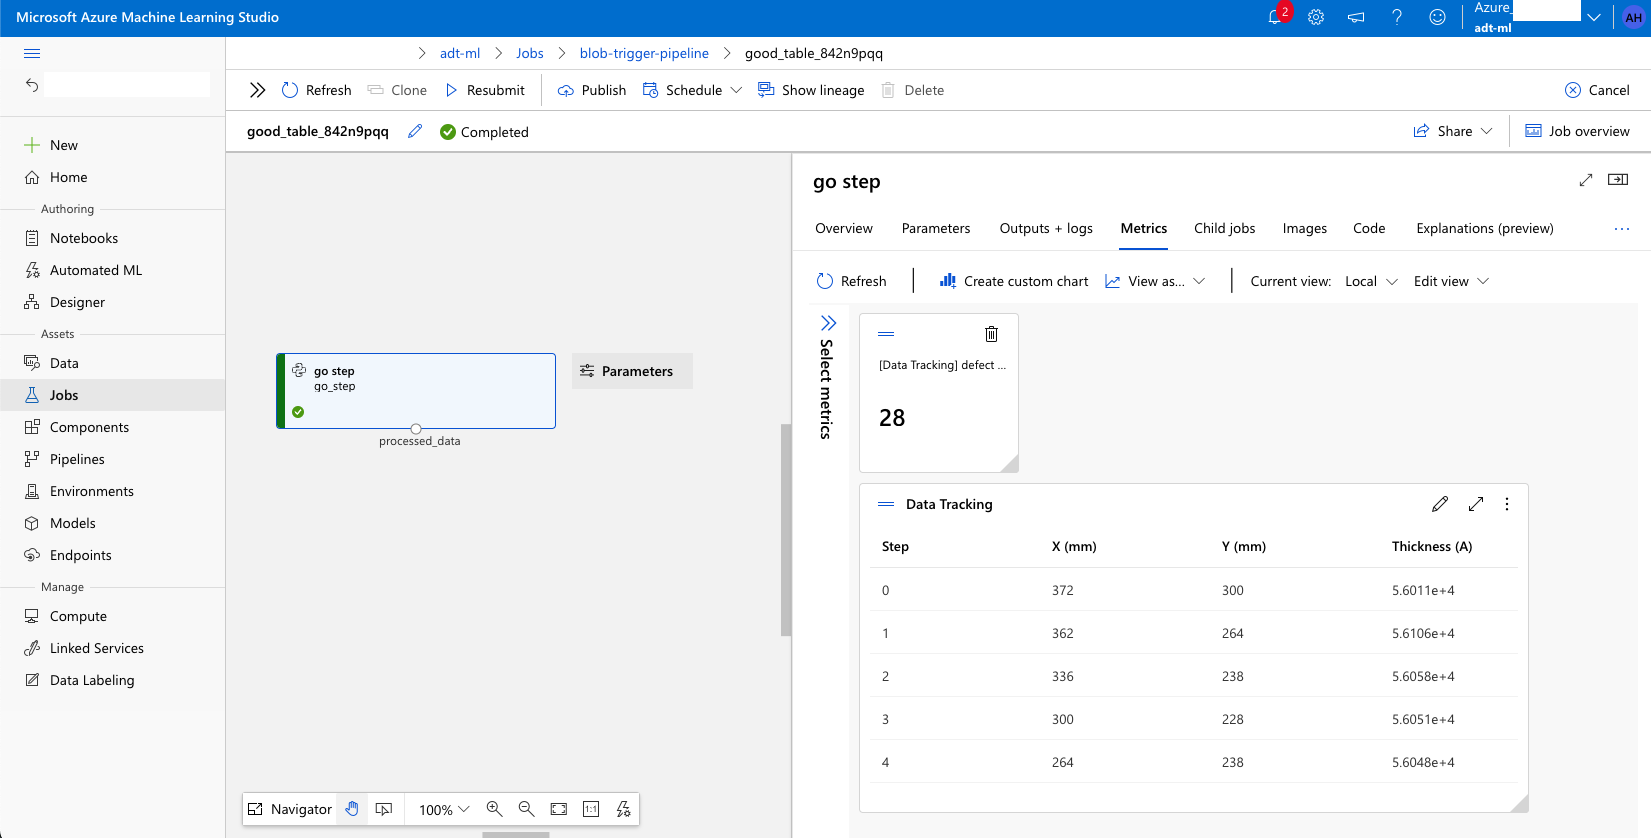 Microsoft Azure Machine Learning Studio
2
Azure_
adt-ml
AH
adt-ml
Jobs
blob-trigger-pipeline
good_table_842n9pqq
Refresh
Clone
Resubmit
Publish
Schedule
Show lineage
Delete
Cancel
good_table_842n9pqq
Completed
Share
Job overview
New
Home
Authoring
Notebooks
Automated ML
Designer
Assets
Data
Jobs
Components
Pipelines
Environments
Models
Endpoints
Manage
Compute
Linked Services
Data Labeling
go step
go_step
processed_data
Parameters
Navigator
100%
1:1
go step
Overview Parameters Outputs + logs Metrics Child jobs Images Code Explanations (preview) ...
Refresh
Create custom chart
View as...
Current view: Local
Edit view
Select metrics
[Data Tracking] defect ...
28
Data Tracking
Step X (mm) Y (mm) Thickness (A)
0 372 300 5.6011e+4
1 362 264 5.6106e+4
2 336 238 5.6058e+4
3 300 228 5.6051e+4
4 264 238 5.6048e+4